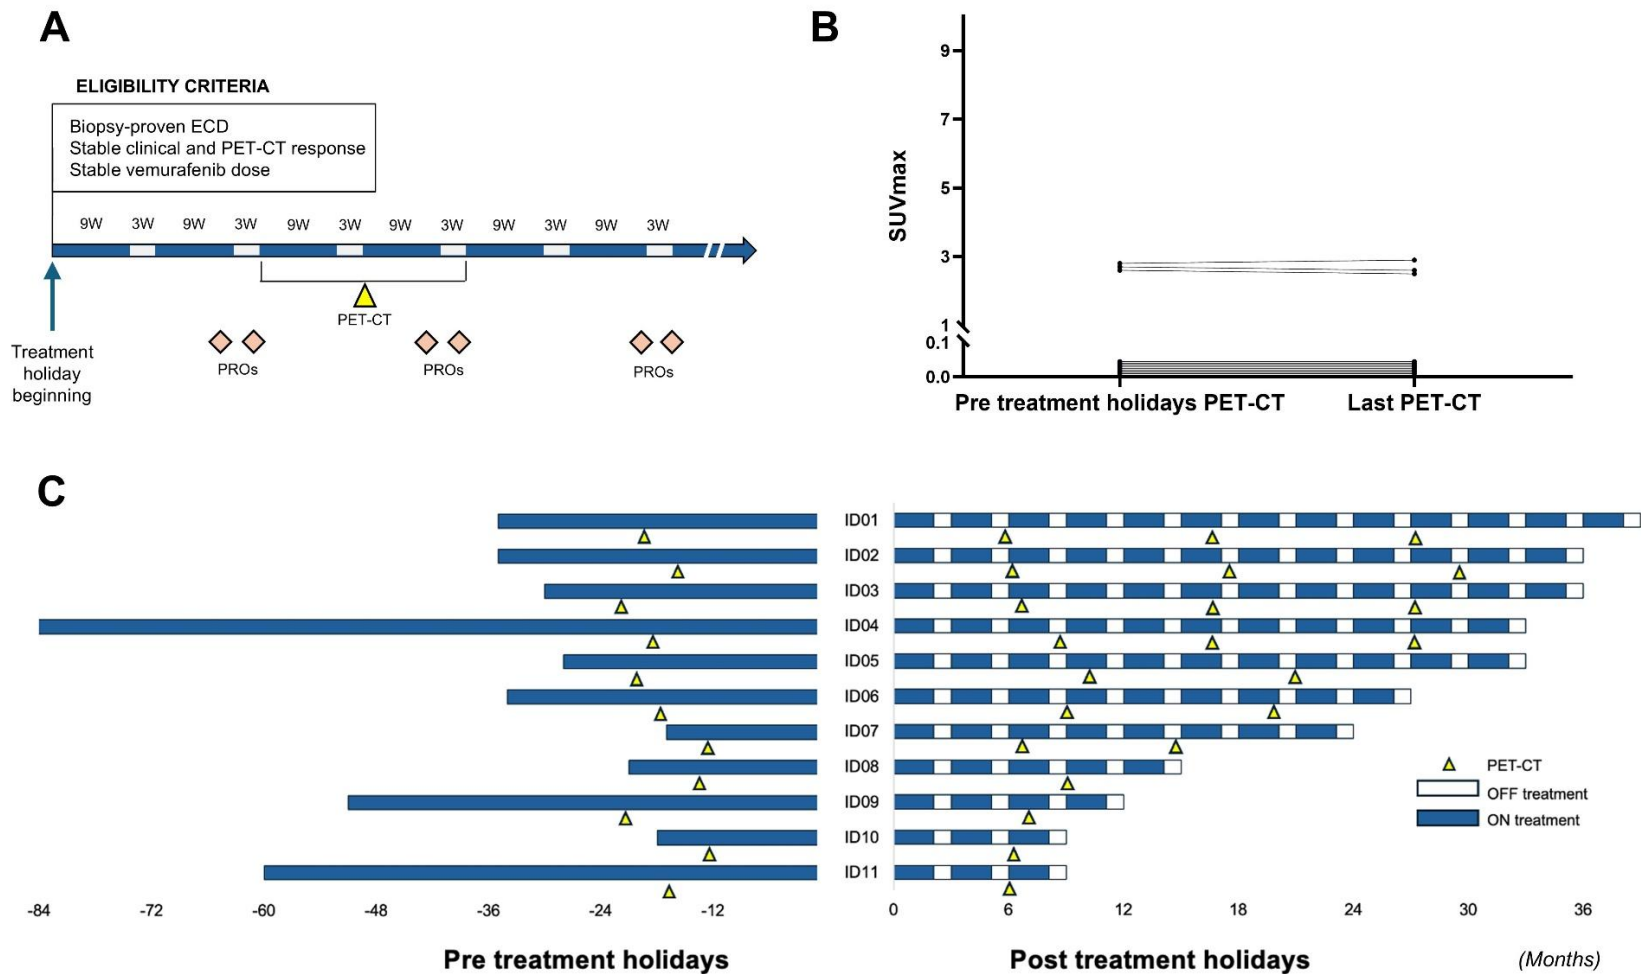 A
ELIGIBILITY CRITERIA
Biopsy-proven ECD
Stable clinical and PET-CT response
Stable vemurafenib dose
9W 3W 9W 3W 9W 3W 9W 3W 9W 3W 9W 3W
PET-CT
PROs PROs PROs
Treatment
holiday
beginning
B
SUVmax
9
7
5
3
1
0.1
0.0
Pre treatment holidays PET-CT Last PET-CT
C
ID01
ID02
ID03
ID04
ID05
ID06
ID07
ID08
ID09
ID10
ID11
PET-CT
OFF treatment
ON treatment
-84 -72 -60 -48 -36 -24 -12 0 6 12 18 24 30 36
Pre treatment holidays Post treatment holidays (Months)